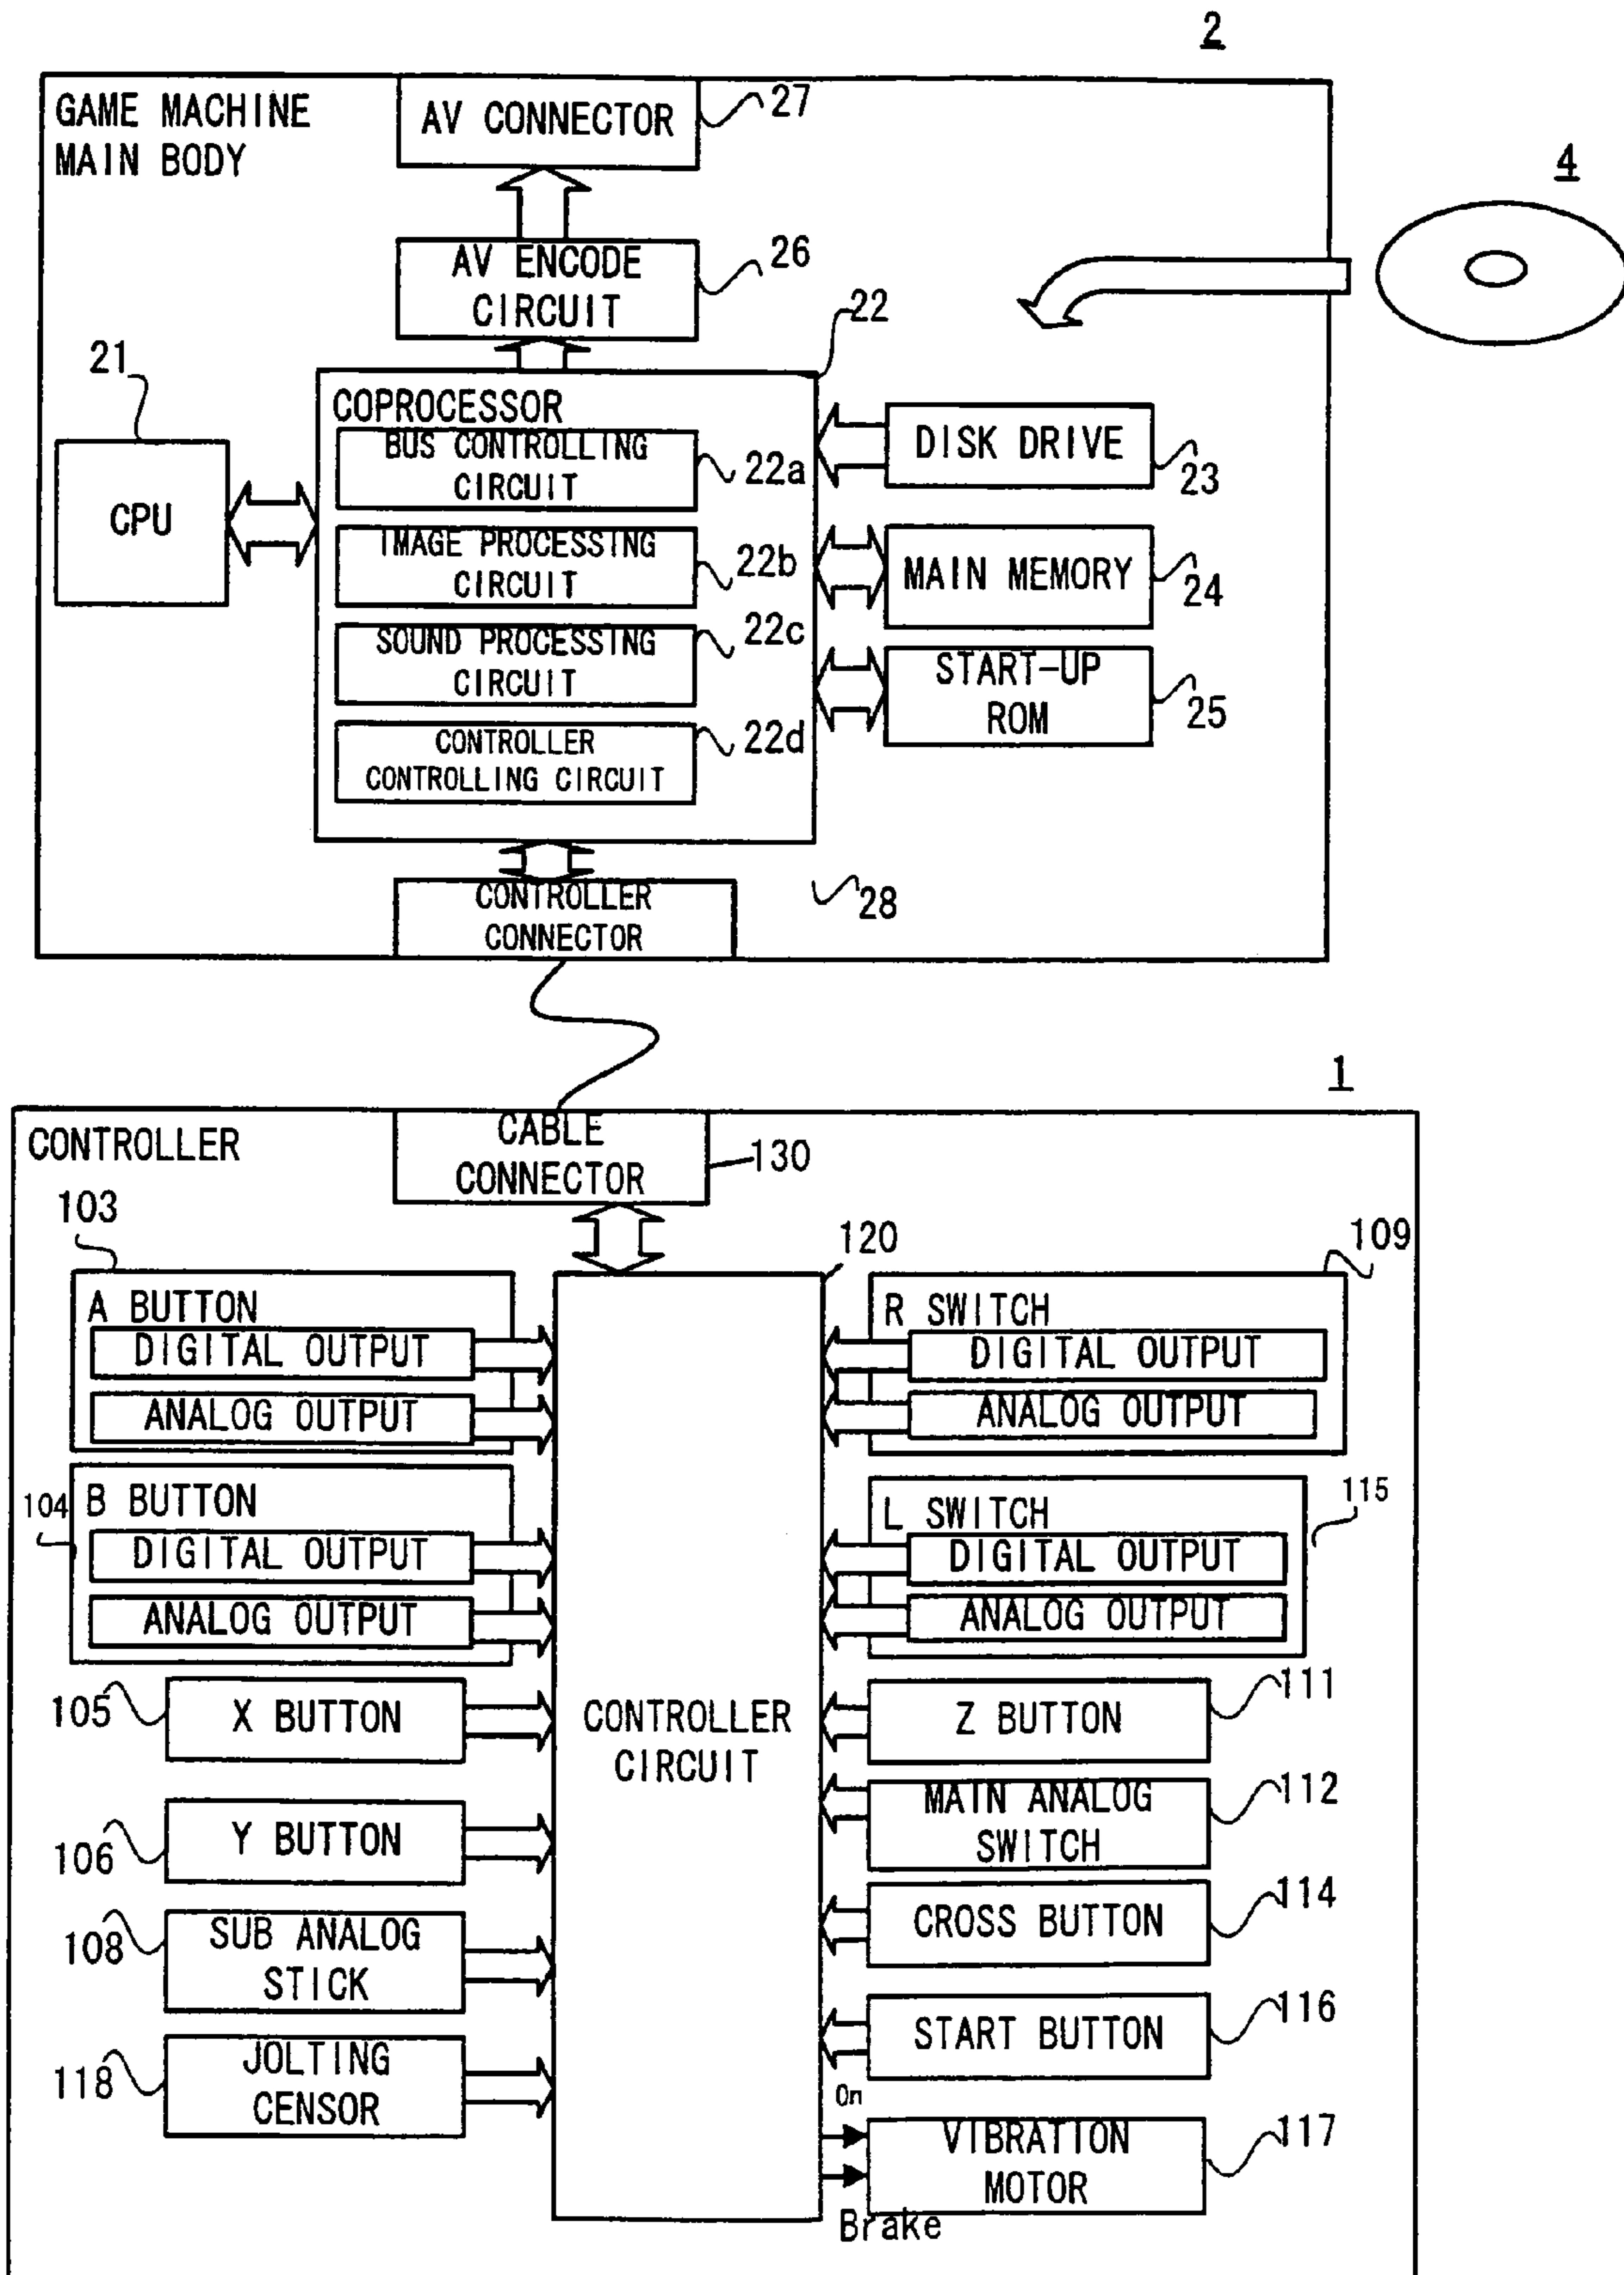 2
GAME MACHINE
MAIN BODY
AV CONNECTOR
27
4
AV ENCODE
CIRCUIT
26
22
21
CPU
COPROCESSOR
BUS CONTROLLING
CIRCUIT
22a
IMAGE PROCESSING
CIRCUIT
22b
SOUND PROCESSING
CIRCUIT
22c
CONTROLLER
CONTROLLING CIRCUIT
22d
DISK DRIVE
23
MAIN MEMORY
24
START-UP
ROM
25
CONTROLLER
CONNECTOR
28
1
CONTROLLER
CABLE
CONNECTOR
130
103
A BUTTON
DIGITAL OUTPUT
ANALOG OUTPUT
104
B BUTTON
DIGITAL OUTPUT
ANALOG OUTPUT
105
X BUTTON
106
Y BUTTON
108
SUB ANALOG
STICK
118
JOLTING
CENSOR
120
CONTROLLER
CIRCUIT
109
R SWITCH
DIGITAL OUTPUT
ANALOG OUTPUT
115
L SWITCH
DIGITAL OUTPUT
ANALOG OUTPUT
111
Z BUTTON
112
MAIN ANALOG
SWITCH
114
CROSS BUTTON
116
START BUTTON
On
117
VIBRATION
MOTOR
Brake